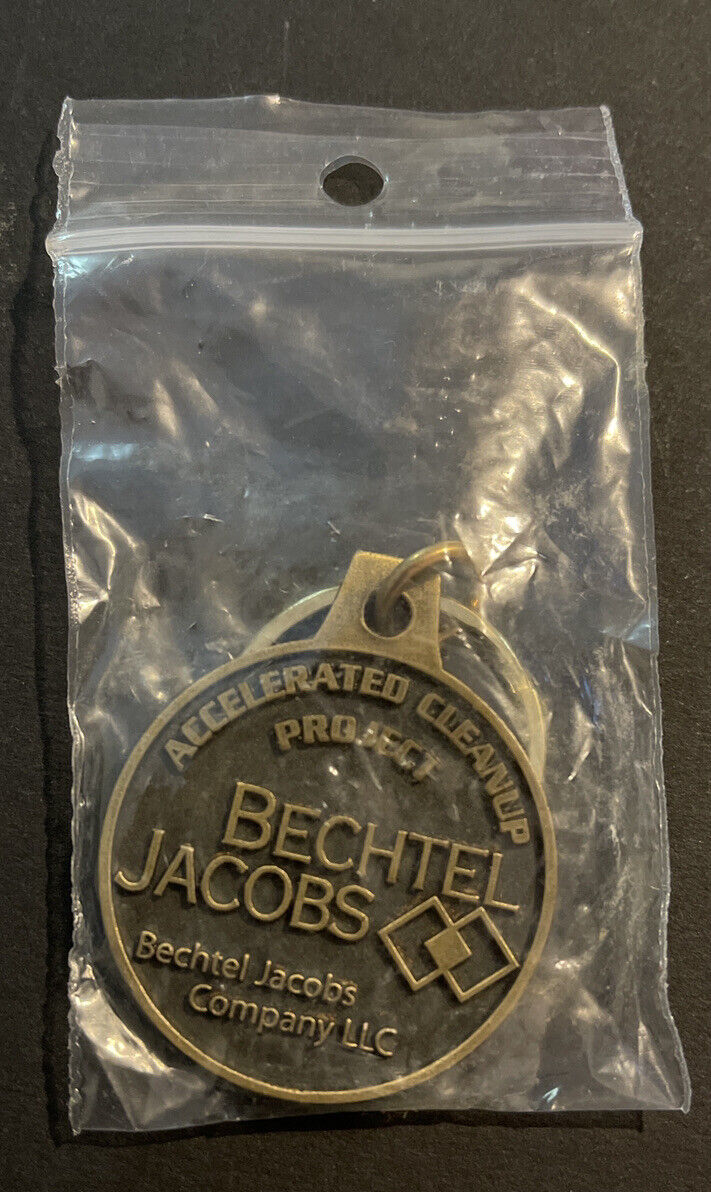 ACCELERATED CLEANUP
PROJECT
BECHTEL
JACOBS
Bechtel Jacobs
Company LLC